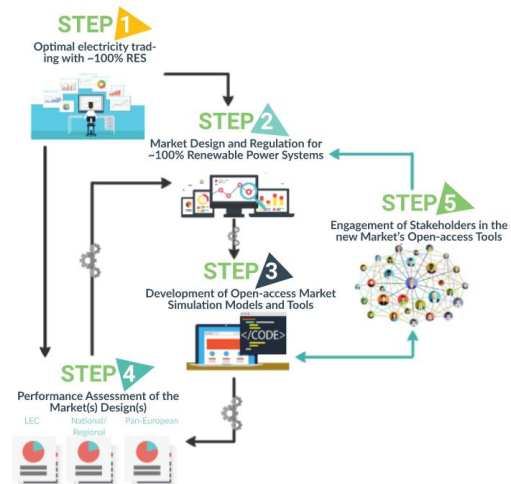 STEP 1
Optimal electricity trad-
ing with ~100% RES
STEP 2
Market Design and Regulation for
~100% Renewable Power Systems
STEP 5
Engagement of Stakeholders in the
new Market's Open-access Tools
STEP 3
Development of Open-access Market
Simulation Models and Tools
</CODE>
STEP 4
Performance Assessment of the
Market(s) Design(s)
LEC
National/
Regional
Pan-European